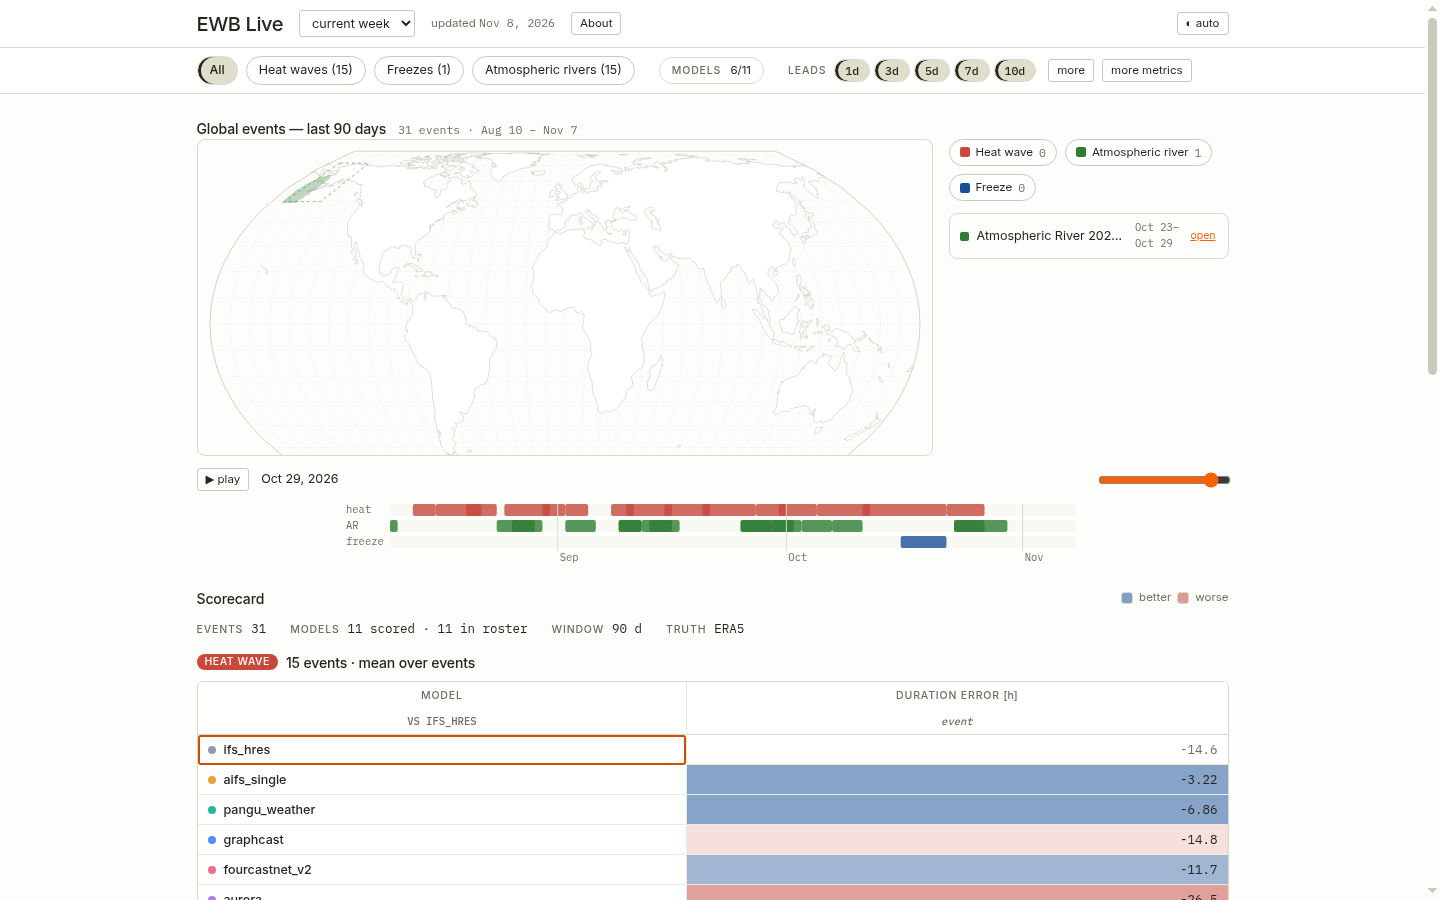 EWB Live current week updated Nov 8, 2026 About auto
All Heat waves (15) Freezes (1) Atmospheric rivers (15) MODELS 6/11 LEADS 1d 3d 5d 7d 10d more more metrics
Global events — last 90 days 31 events · Aug 10 – Nov 7
Heat wave 0 Atmospheric river 1
Freeze 0
Atmospheric River 202... Oct 23– Oct 29 open
▶ play Oct 29, 2026
heat
AR
freeze
Sep Oct Nov
Scorecard better worse
EVENTS 31 MODELS 11 scored · 11 in roster WINDOW 90 d TRUTH ERA5
HEAT WAVE 15 events · mean over events
MODEL DURATION ERROR [h]
VS IFS_HRES event
ifs_hres -14.6
aifs_single -3.22
pangu_weather -6.86
graphcast -14.8
fourcastnet_v2 -11.7
aurora -26.5